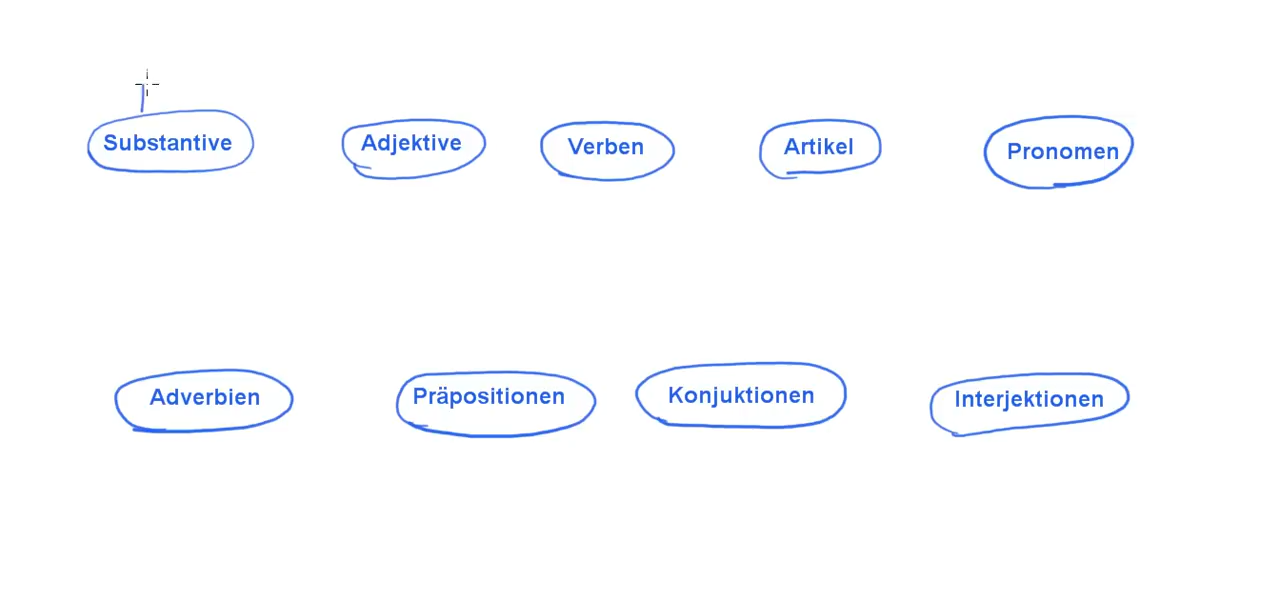 Substantive
Adjektive
Verben
Artikel
Pronomen
Adverbien
Präpositionen
Konjuktionen
Interjektionen